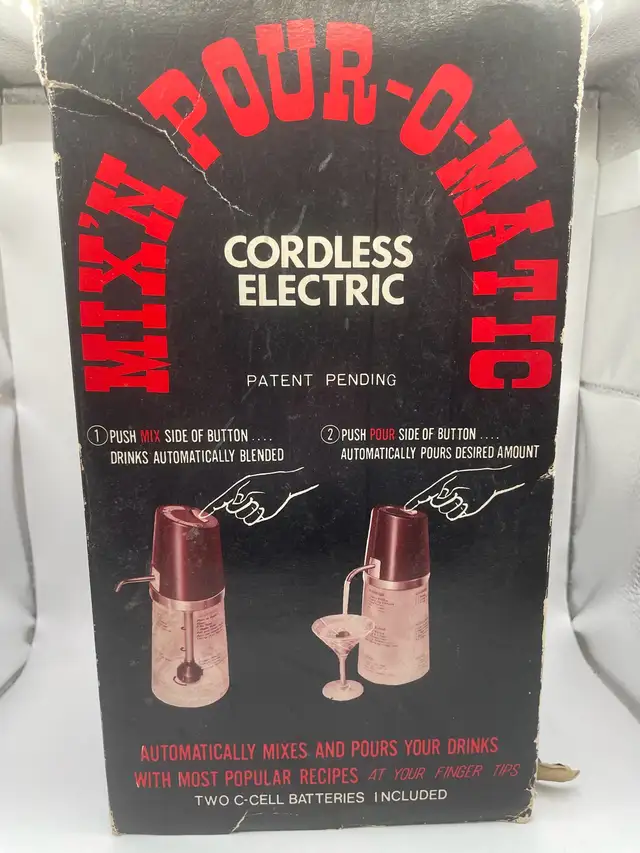 MIX'N POUR-O-MATIC
CORDLESS
ELECTRIC
PATENT PENDING
1 PUSH MIX SIDE OF BUTTON ....
DRINKS AUTOMATICALLY BLENDED
2 PUSH POUR SIDE OF BUTTON ....
AUTOMATICALLY POURS DESIRED AMOUNT
AUTOMATICALLY MIXES AND POURS YOUR DRINKS
WITH MOST POPULAR RECIPES AT YOUR FINGER TIPS
TWO C-CELL BATTERIES INCLUDED